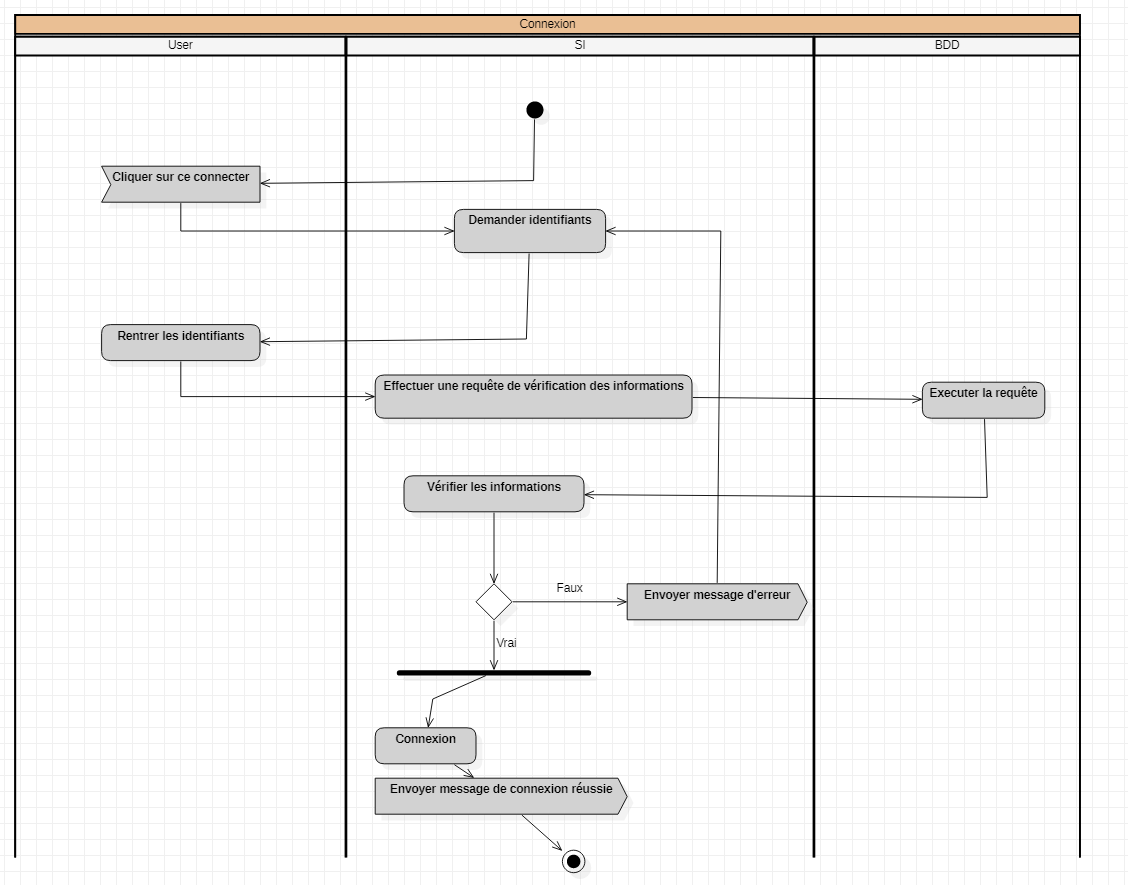 Connexion
User
SI
BDD
Cliquer sur ce connecter
Demander identifiants
Rentrer les identifiants
Effectuer une requête de vérification des informations
Executer la requête
Vérifier les informations
Faux
Envoyer message d'erreur
Vrai
Connexion
Envoyer message de connexion réussie